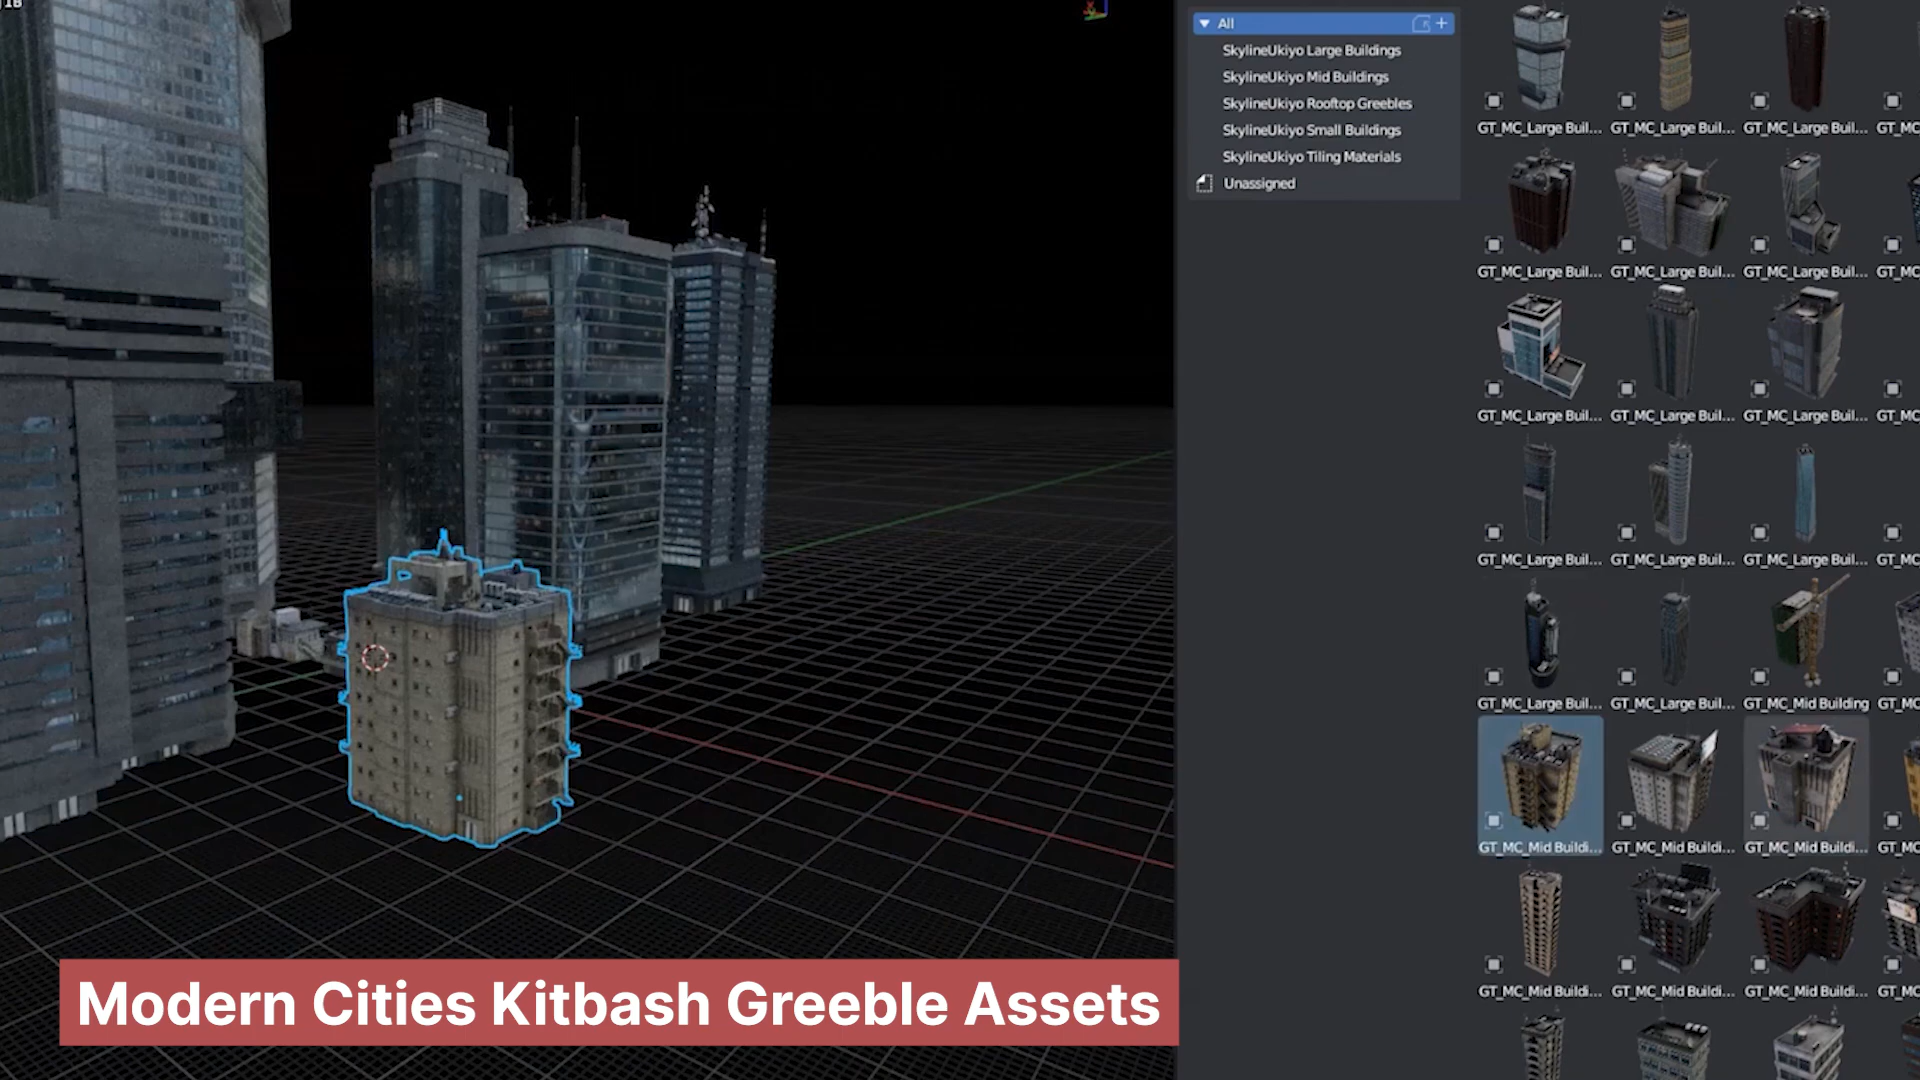 All
SkylineUkiyo Large Buildings
SkylineUkiyo Mid Buildings
SkylineUkiyo Rooftop Greebles
SkylineUkiyo Small Buildings
SkylineUkiyo Tiling Materials
Unassigned
GT_MC_Large Buil... GT_MC_Large Buil... GT_MC_Large Buil... GT_MC
GT_MC_Large Buil... GT_MC_Large Buil... GT_MC_Large Buil... GT_MC
GT_MC_Large Buil... GT_MC_Large Buil... GT_MC_Large Buil... GT_MC
GT_MC_Large Buil... GT_MC_Large Buil... GT_MC_Large Buil... GT_MC
GT_MC_Large Buil... GT_MC_Large Buil... GT_MC_Mid Building GT_MC
GT_MC_Mid Buildi... GT_MC_Mid Buildi... GT_MC_Mid Buildi... GT_MC
GT_MC_Mid Buildi... GT_MC_Mid Buildi... GT_MC_Mid Buildi... GT_MC
Modern Cities Kitbash Greeble Assets